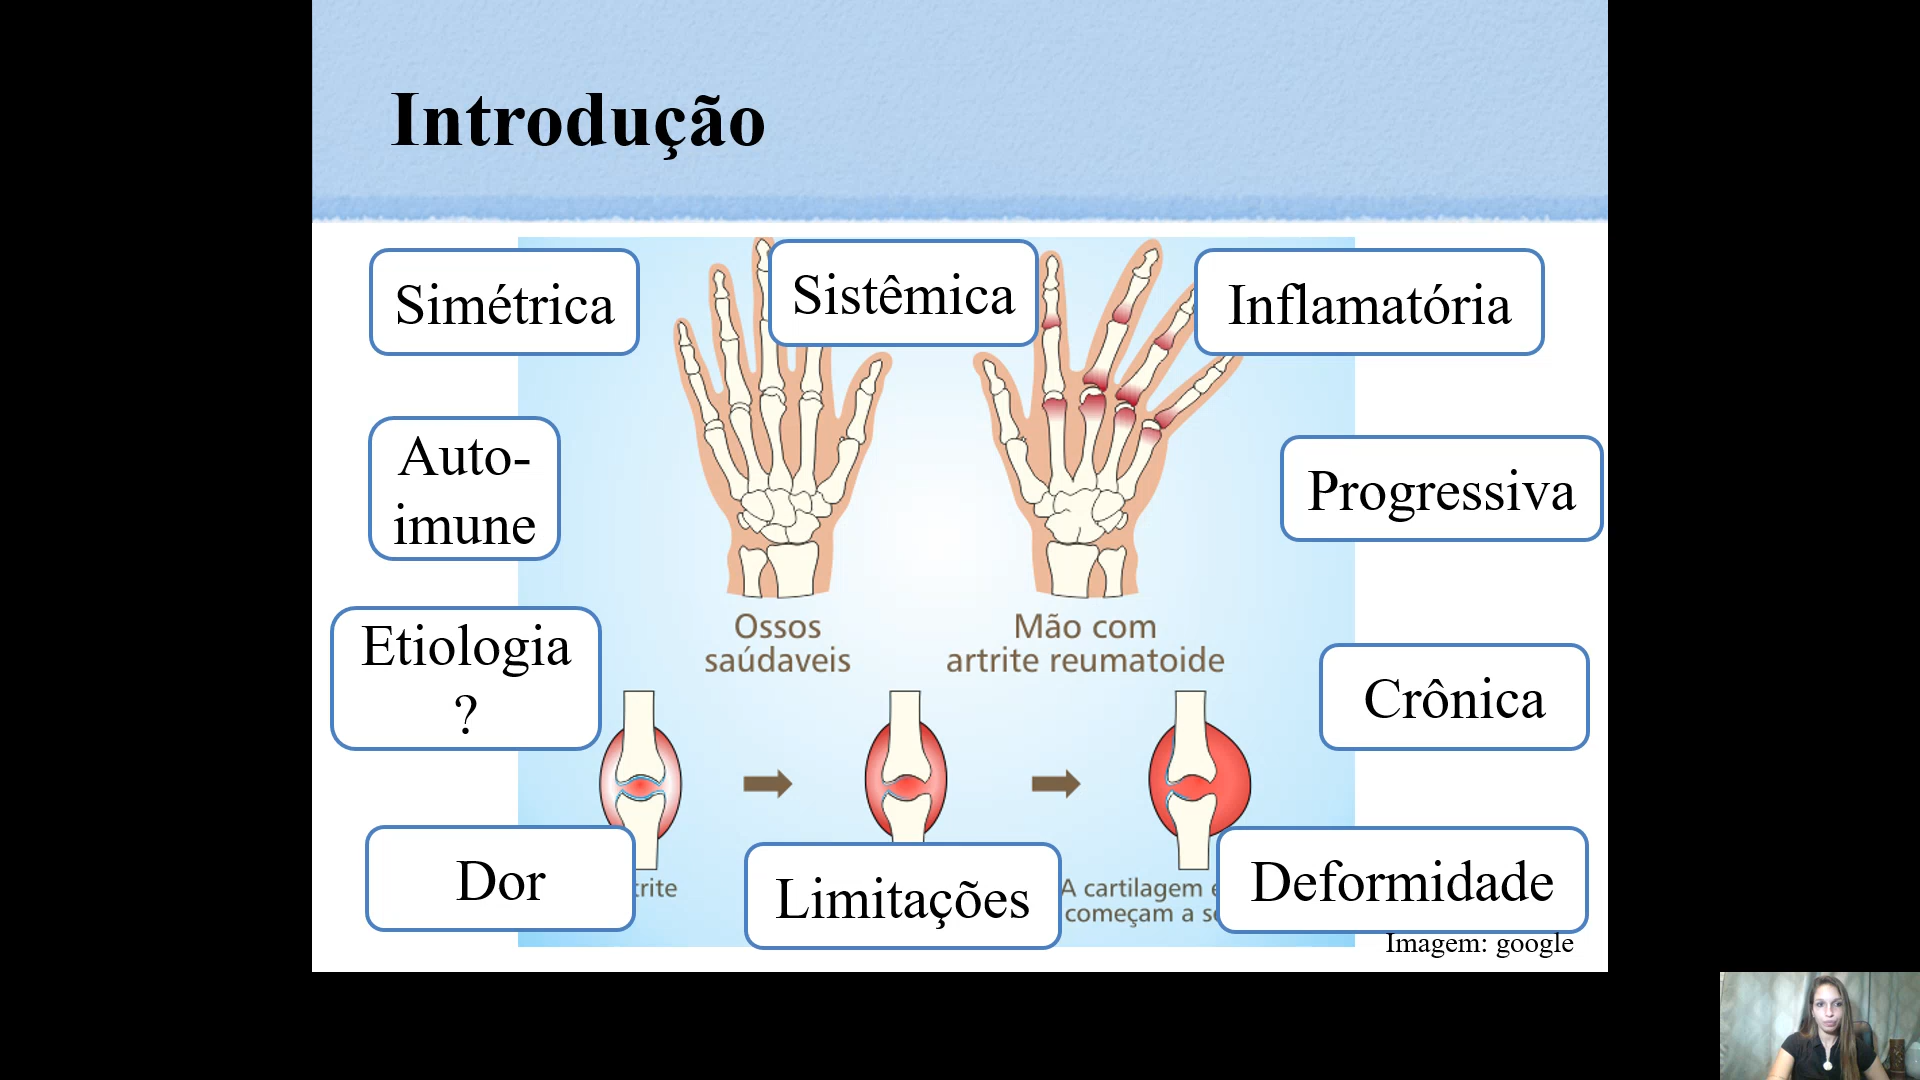 Introdução
Simétrica
Sistêmica
Inflamatória
Auto-
imune
Progressiva
Ossos
saúdaveis
Mão com
artrite reumatoide
Etiologia
?
Crônica
Dor
trite
Limitações
A cartilagem e
começam a s
Deformidade
Imagem: google